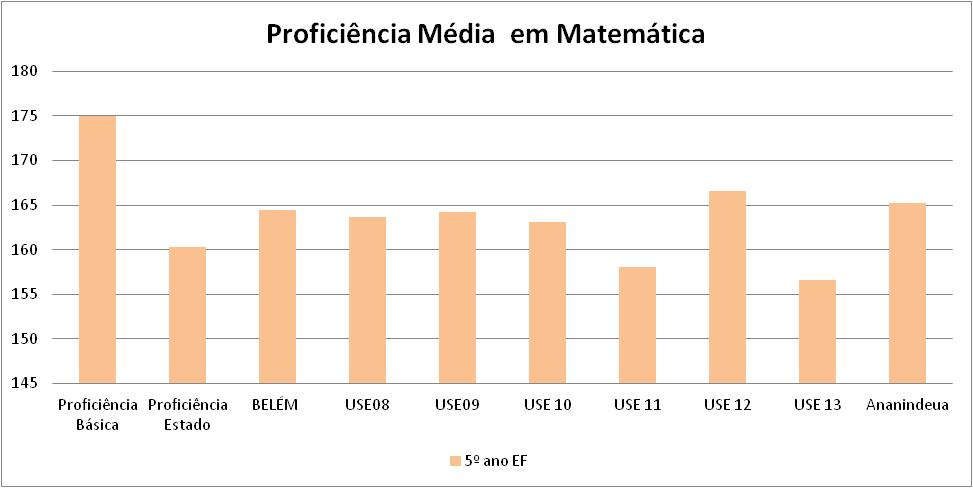 Proficiência Média em Matemática
180
175
170
165
160
155
150
145
Proficiência Básica
Proficiência Estado
BELÉM
USE08
USE09
USE 10
USE 11
USE 12
USE 13
Ananindeua
5º ano EF